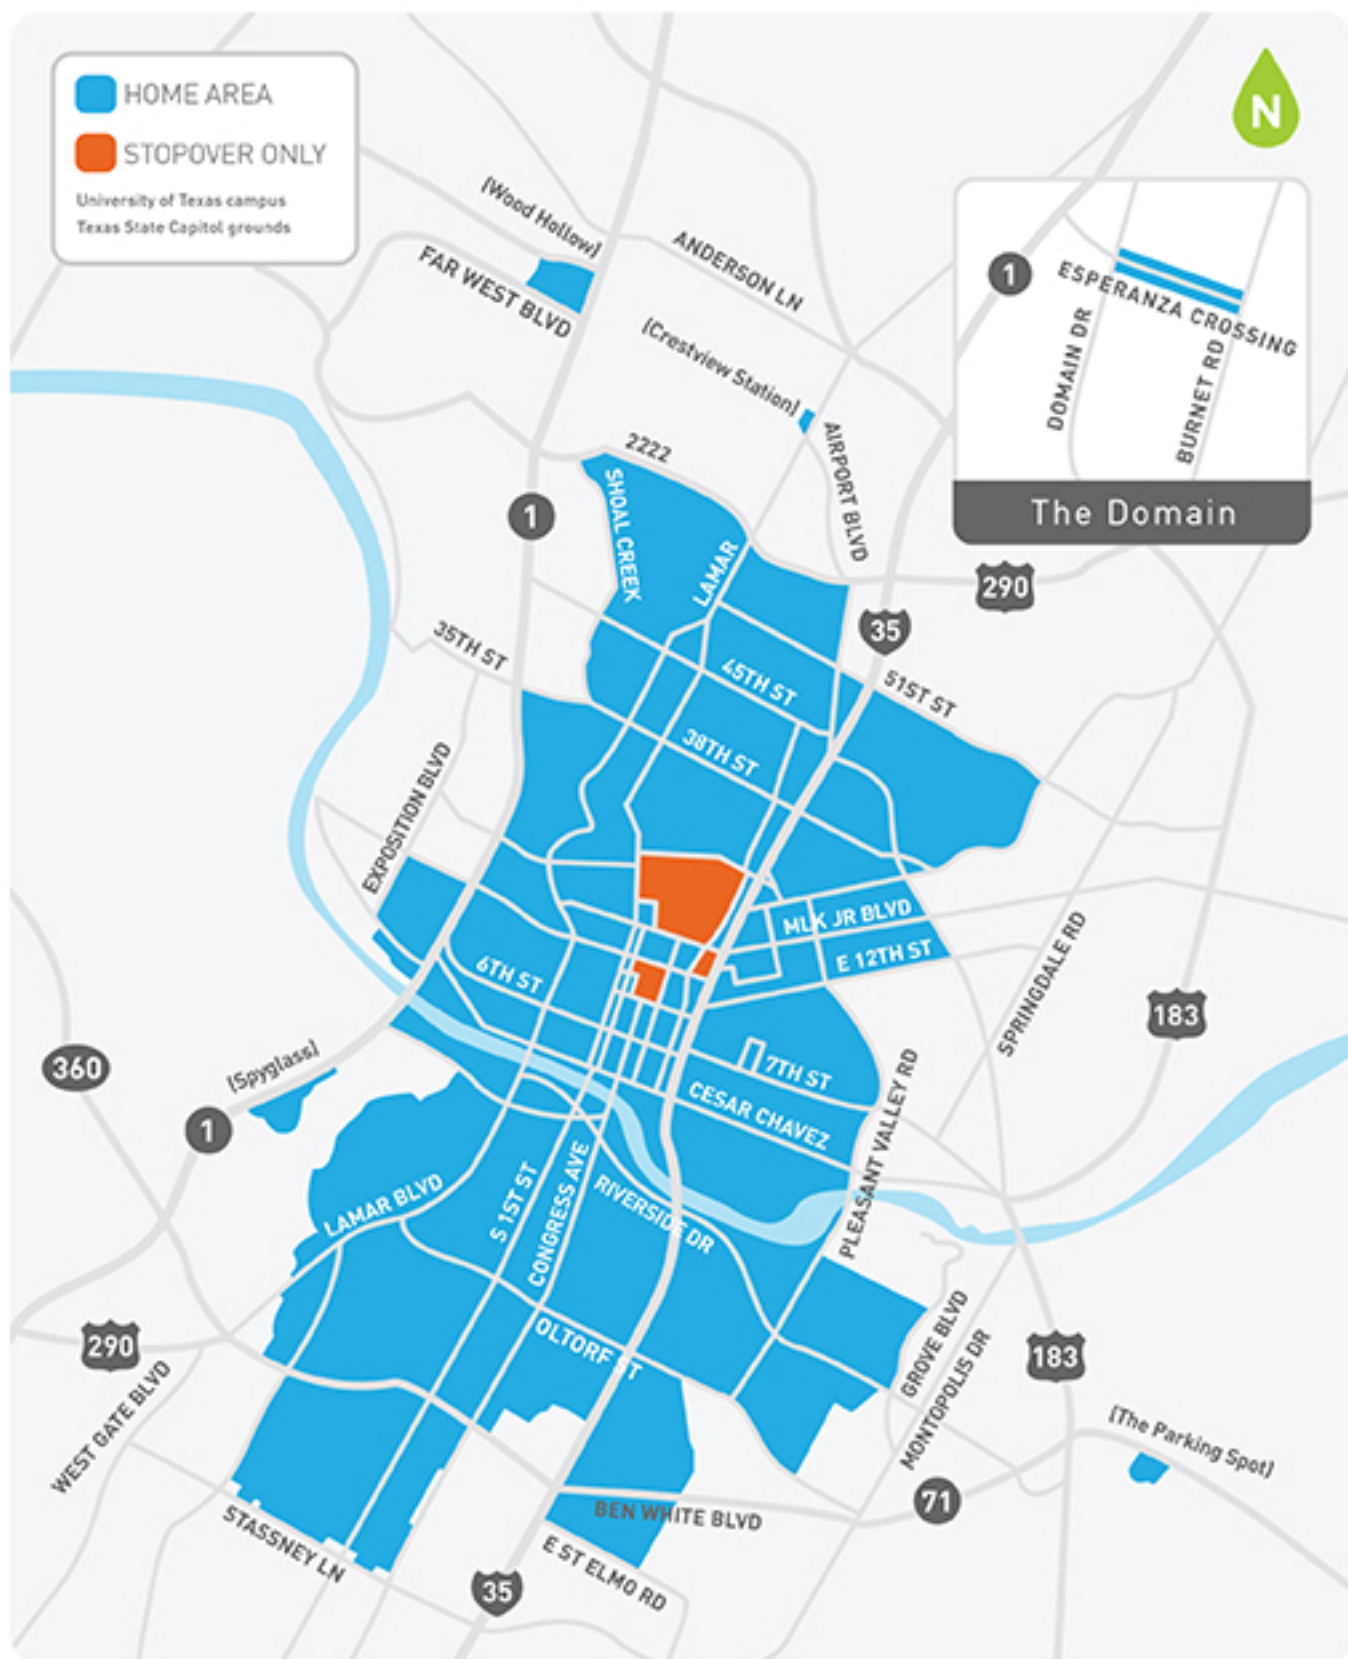 HOME AREA
STOPOVER ONLY
University of Texas campus
Texas State Capitol grounds
N
[Wood Hollow]
FAR WEST BLVD
ANDERSON LN
[Crestview Station]
AIRPORT BLVD
1
ESPERANZA CROSSING
DOMAIN DR
BURNET RD
The Domain
2222
SHOAL CREEK
LAMAR
1
290
35
35TH ST
45TH ST
51ST ST
38TH ST
EXPOSITION BLVD
MLK JR BLVD
E 12TH ST
6TH ST
SPRINGDALE RD
183
360
[Spyglass]
1
7TH ST
CESAR CHAVEZ
PLEASANT VALLEY RD
LAMAR BLVD
S 1ST ST
CONGRESS AVE
RIVERSIDE DR
OLTORF ST
290
WEST GATE BLVD
GROVE BLVD
MONTOPOLIS DR
183
[The Parking Spot]
71
BEN WHITE BLVD
STASSNEY LN
E ST ELMO RD
35